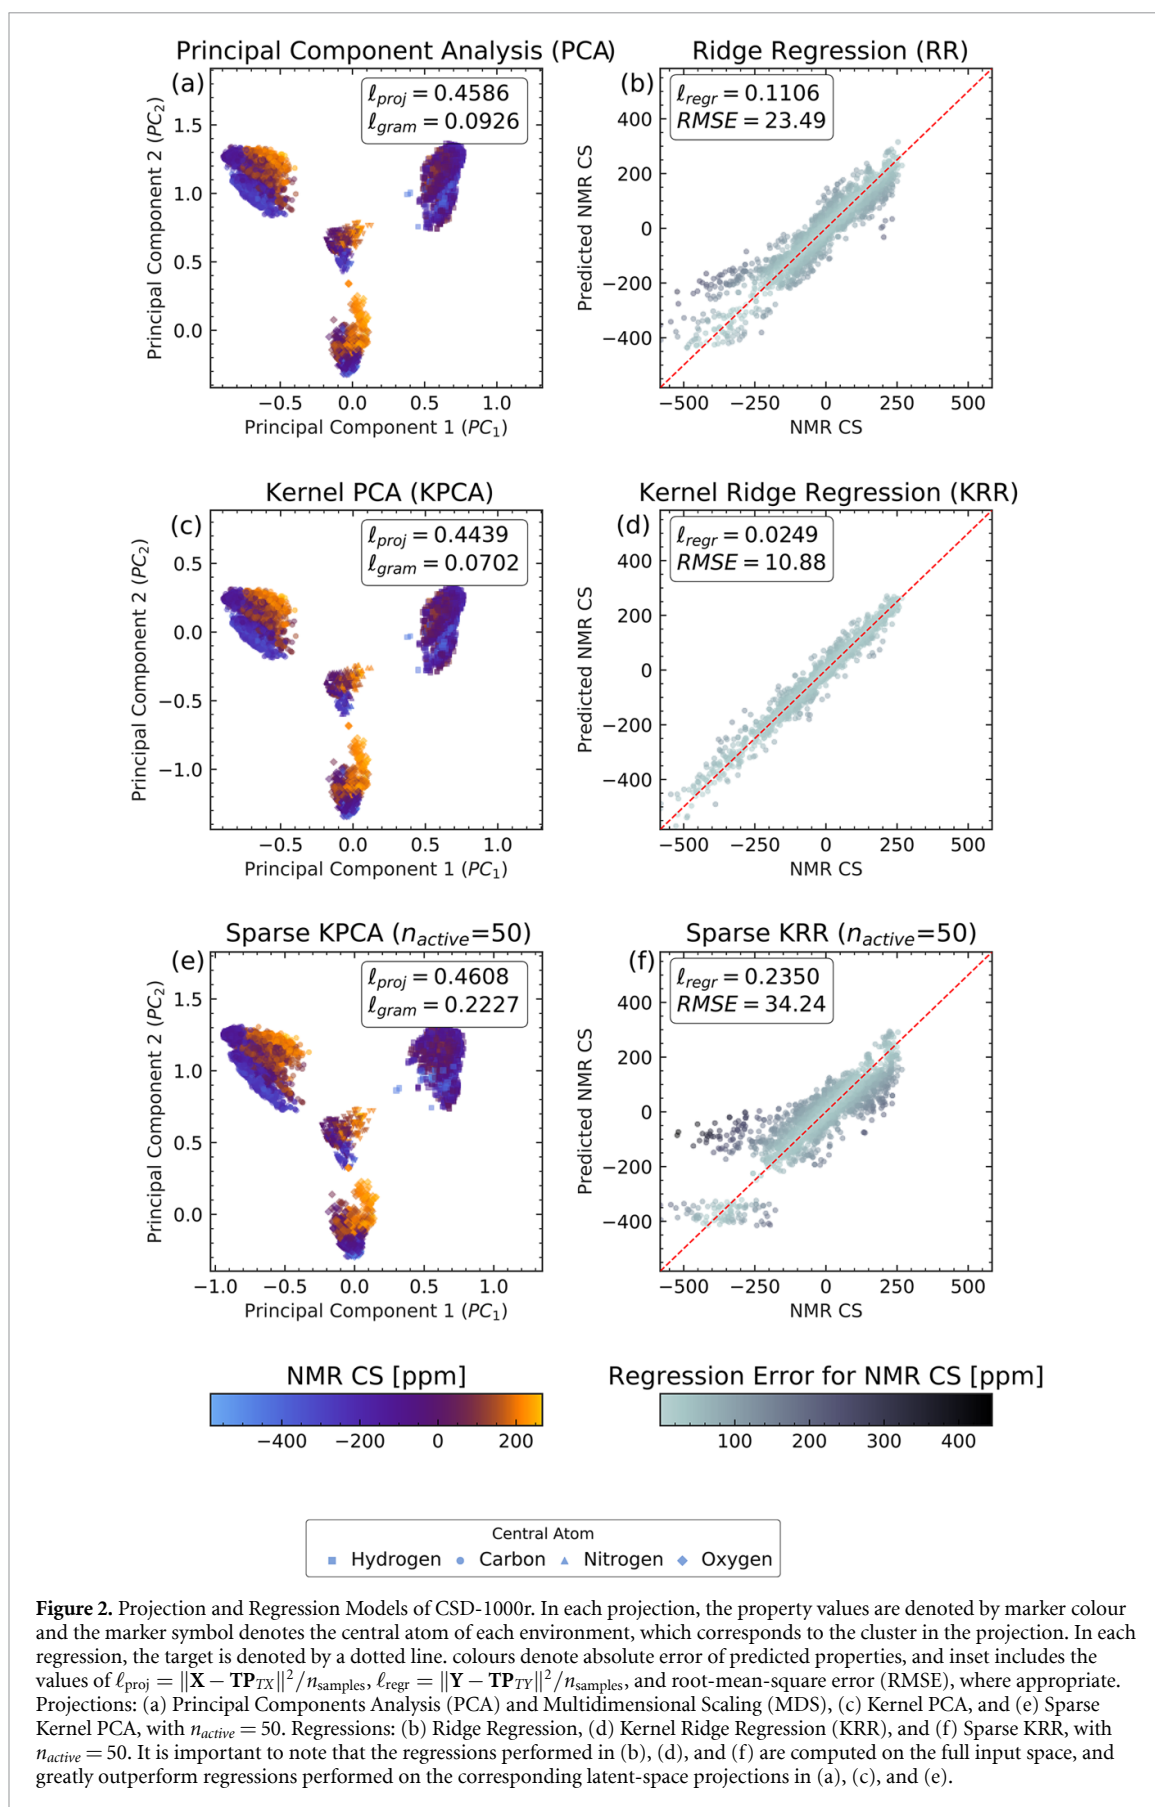 Principal Component Analysis (PCA)
(a)
ℓproj = 0.4586
ℓgram = 0.0926
Principal Component 2 (PC2)
1.5
1.0
0.5
0.0
−0.5 0.0 0.5 1.0
Principal Component 1 (PC1)
Ridge Regression (RR)
(b)
ℓregr = 0.1106
RMSE = 23.49
Predicted NMR CS
400
200
0
−200
−400
−500 −250 0 250 500
NMR CS
Kernel PCA (KPCA)
(c)
ℓproj = 0.4439
ℓgram = 0.0702
Principal Component 2 (PC2)
0.5
0.0
−0.5
−1.0
−0.5 0.0 0.5 1.0
Principal Component 1 (PC1)
Kernel Ridge Regression (KRR)
(d)
ℓregr = 0.0249
RMSE = 10.88
Predicted NMR CS
400
200
0
−200
−400
−500 −250 0 250 500
NMR CS
Sparse KPCA (nactive=50)
(e)
ℓproj = 0.4608
ℓgram = 0.2227
Principal Component 2 (PC2)
1.5
1.0
0.5
0.0
−1.0 −0.5 0.0 0.5 1.0
Principal Component 1 (PC1)
Sparse KRR (nactive=50)
(f)
ℓregr = 0.2350
RMSE = 34.24
Predicted NMR CS
400
200
0
−200
−400
−500 −250 0 250 500
NMR CS
NMR CS [ppm]
−400 −200 0 200
Regression Error for NMR CS [ppm]
100 200 300 400
Central Atom
Hydrogen Carbon Nitrogen Oxygen
Figure 2. Projection and Regression Models of CSD-1000r. In each projection, the property values are denoted by marker colour
and the marker symbol denotes the central atom of each environment, which corresponds to the cluster in the projection. In each
regression, the target is denoted by a dotted line. colours denote absolute error of predicted properties, and inset includes the
values of ℓproj = ‖X − TPTX‖²/nsamples, ℓregr = ‖Y − TPTY‖²/nsamples, and root-mean-square error (RMSE), where appropriate.
Projections: (a) Principal Components Analysis (PCA) and Multidimensional Scaling (MDS), (c) Kernel PCA, and (e) Sparse
Kernel PCA, with nactive = 50. Regressions: (b) Ridge Regression, (d) Kernel Ridge Regression (KRR), and (f) Sparse KRR, with
nactive = 50. It is important to note that the regressions performed in (b), (d), and (f) are computed on the full input space, and
greatly outperform regressions performed on the corresponding latent-space projections in (a), (c), and (e).